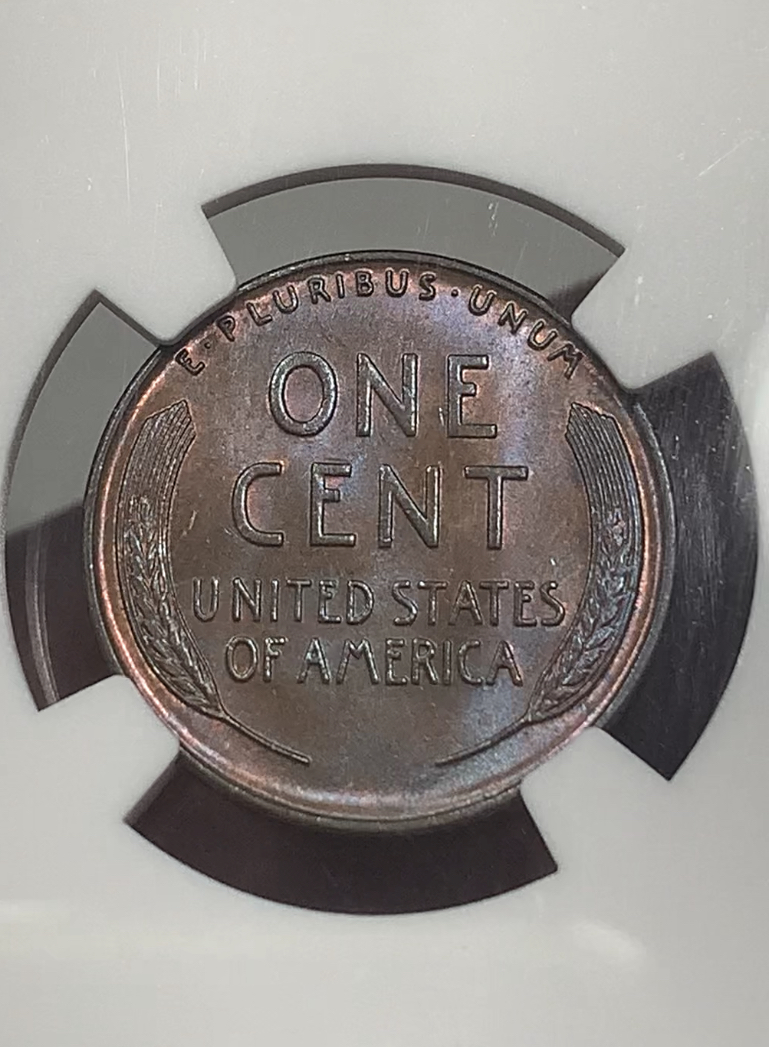 E·PLURIBUS·UNUM
ONE
CENT
UNITED STATES
OF AMERICA